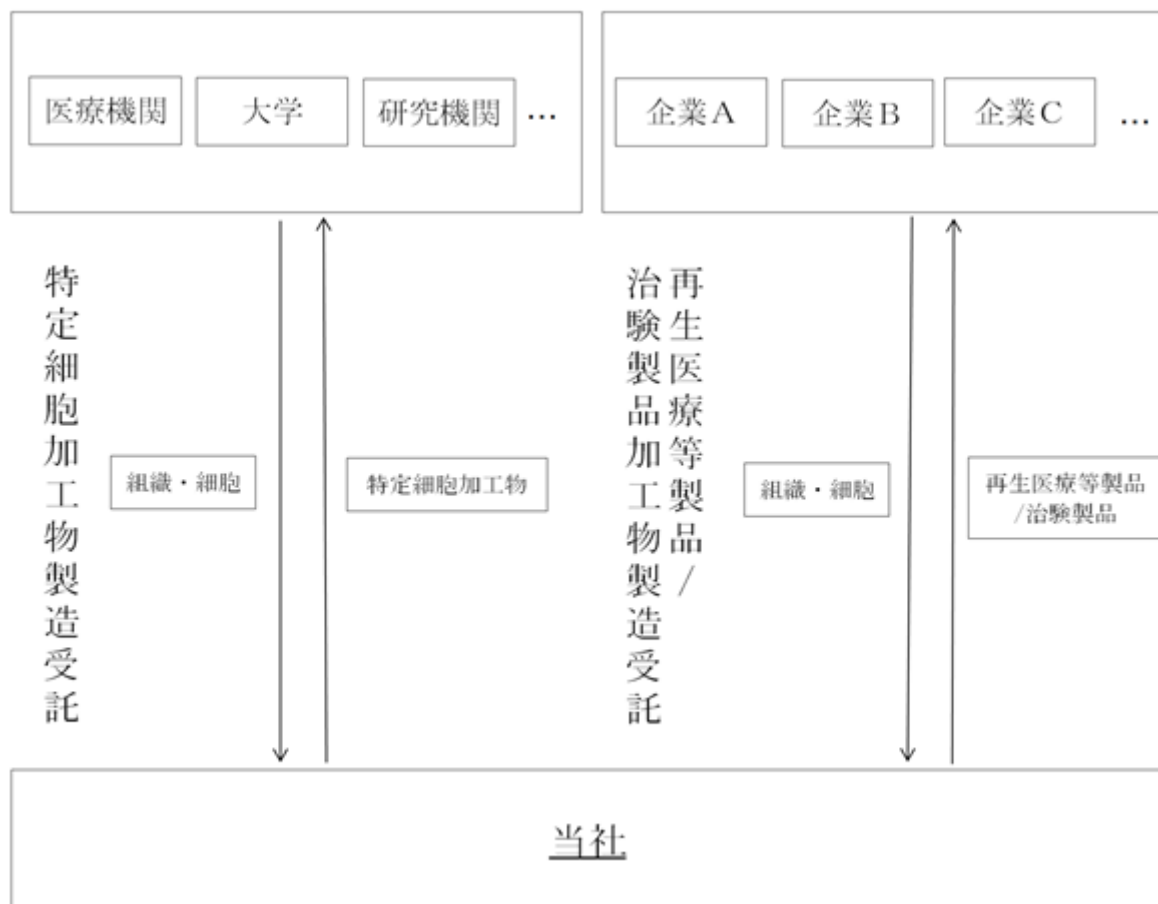 医療機関
大学
研究機関
…
企業A
企業B
企業C
…
特定細胞加工物製造受託
組織・細胞
特定細胞加工物
再生医療等製品/
治験製品加工物製造受託
組織・細胞
再生医療等製品
/治験製品
当社